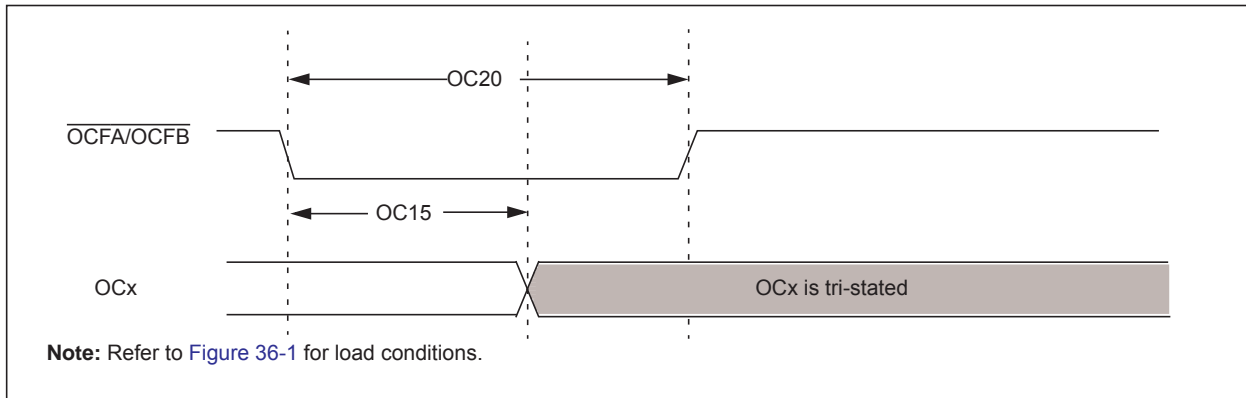 OC20
OCFA/OCFB
OC15
OCx
OCx is tri-stated
Note: Refer to Figure 36-1 for load conditions.